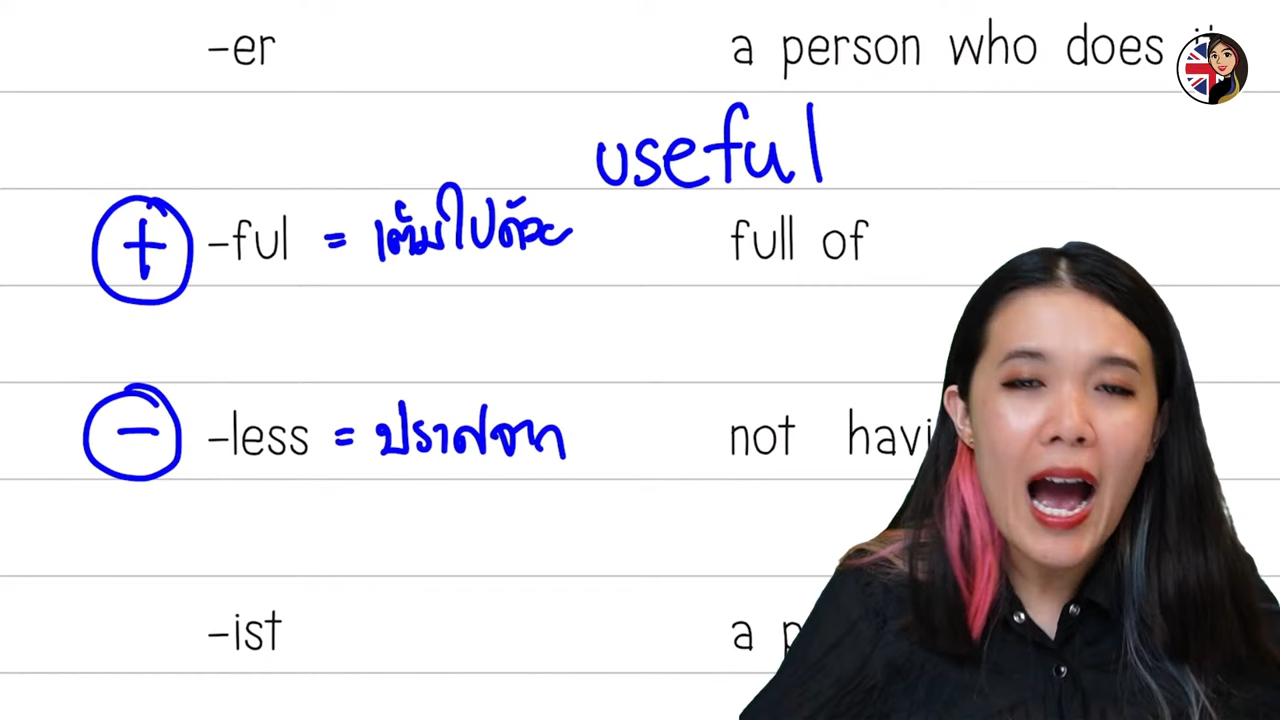 -er a person who does
useful
+ -ful = เต็มไปด้วย full of
- -less = ปราศจาก not havi
-ist a p